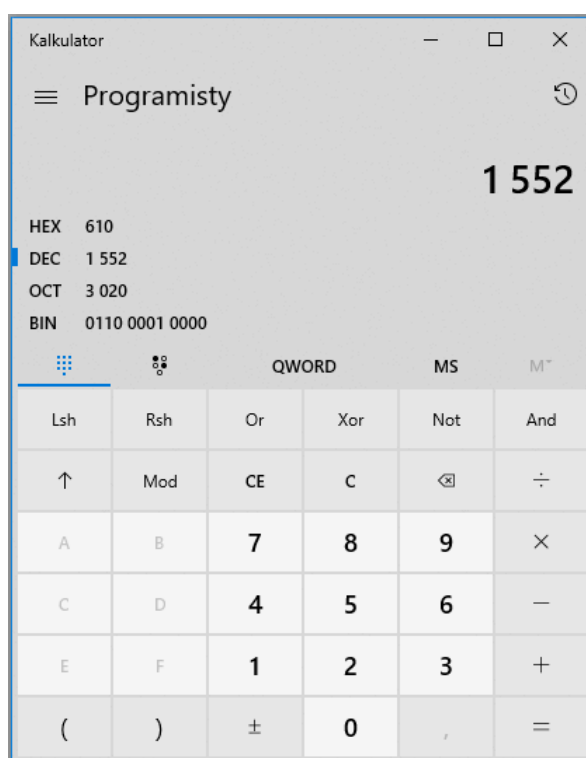 Kalkulator
Programisty
1 552
HEX 610
DEC 1 552
OCT 3 020
BIN 0110 0001 0000
QWORD MS M
Lsh Rsh Or Xor Not And
↑ Mod CE C ⌫ ÷
A B 7 8 9 ×
C D 4 5 6 −
E F 1 2 3 +
( ) ± 0 , =